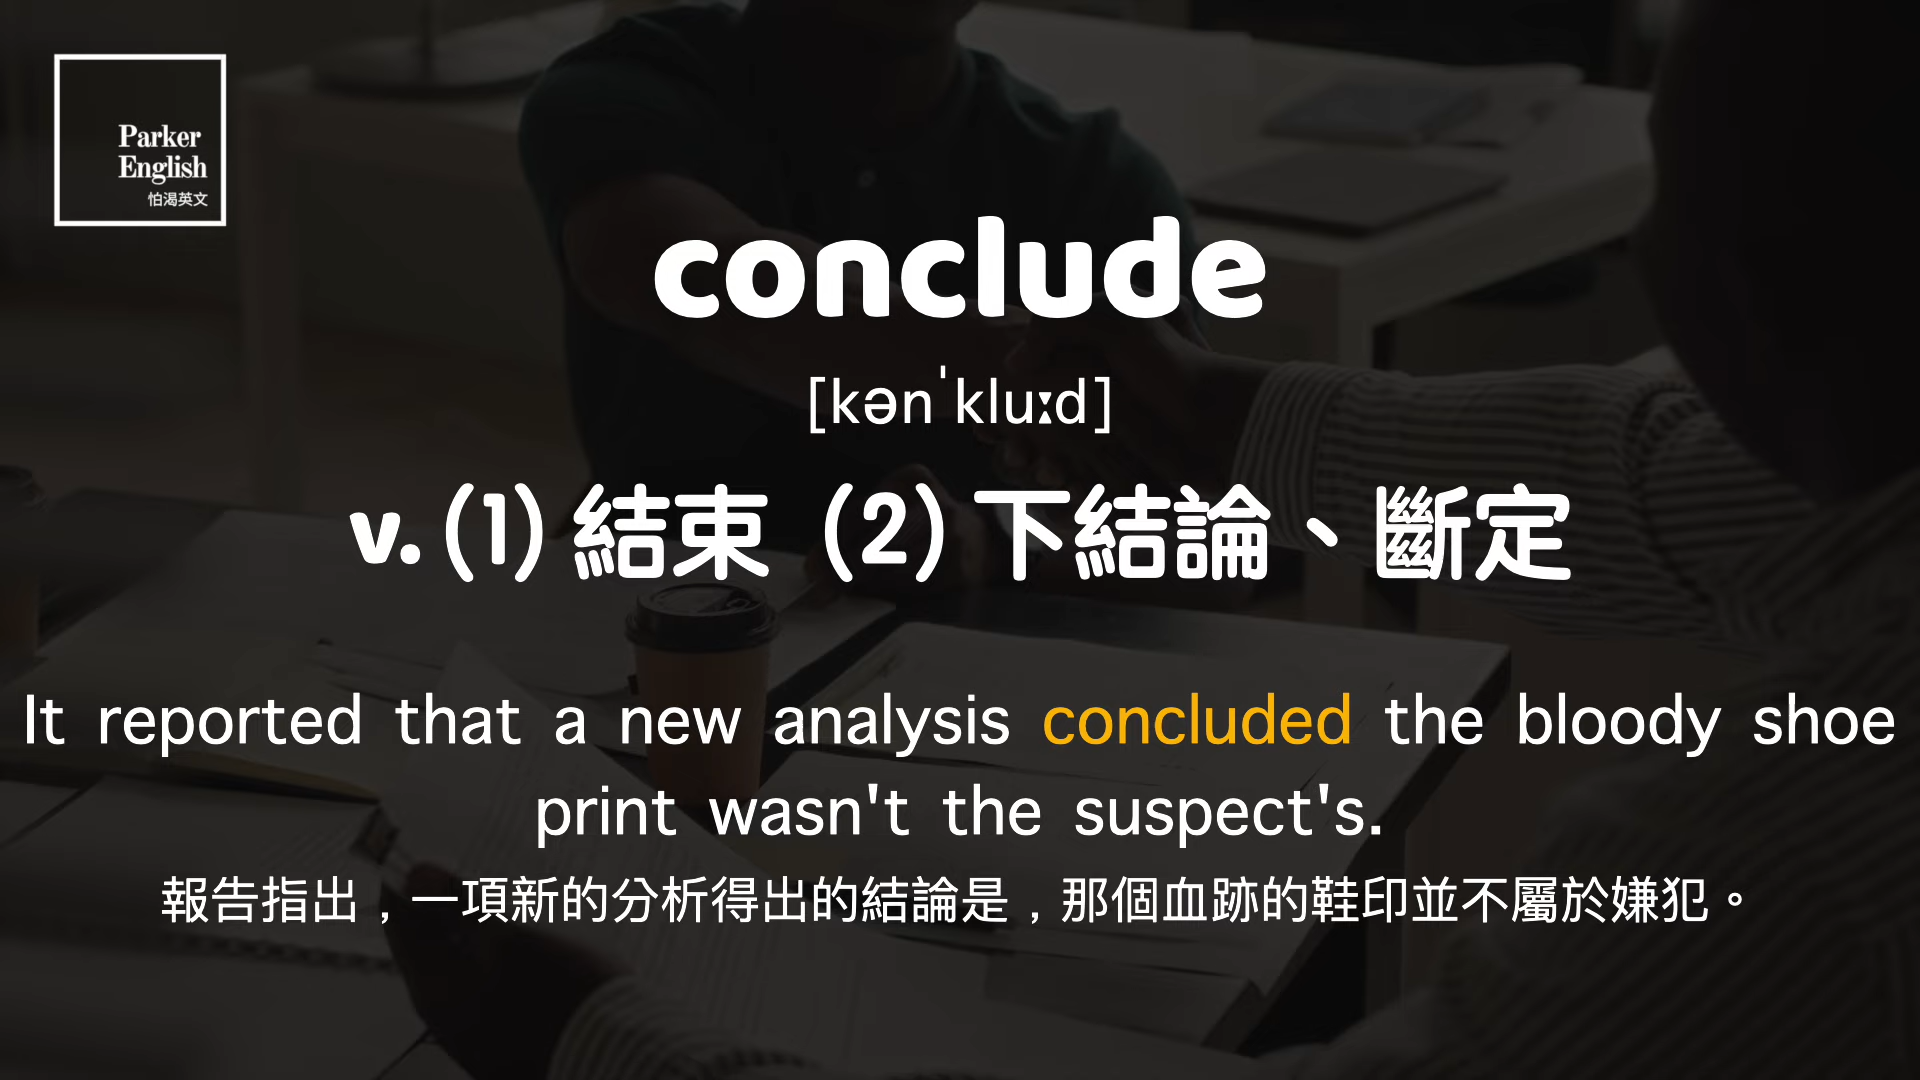 Parker
English
怕渴英文
conclude
[kənˈkluːd]
v. (1) 結束 (2) 下結論、斷定
It reported that a new analysis concluded the bloody shoe
print wasn't the suspect's.
報告指出，一項新的分析得出的結論是，那個血跡的鞋印並不屬於嫌犯。